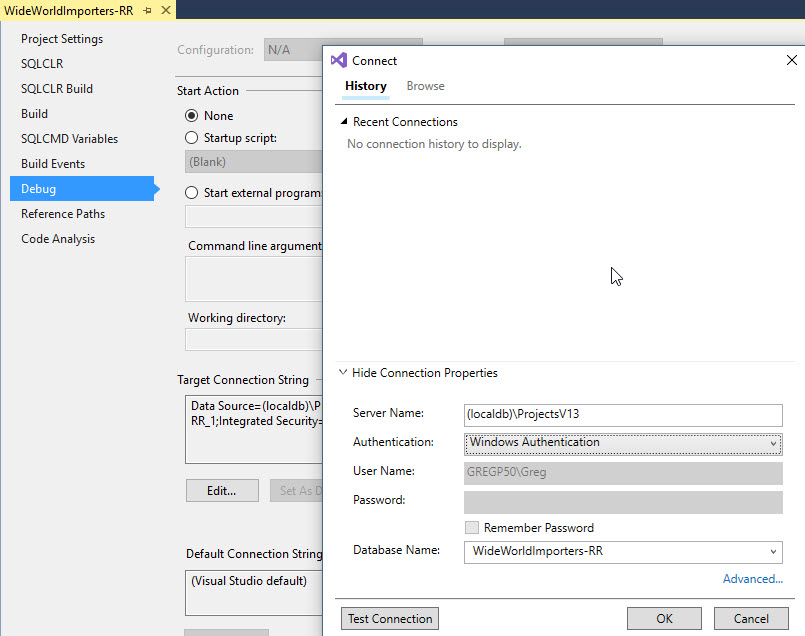 WideWorldImporters-RR
Project Settings
SQLCLR
SQLCLR Build
Build
SQLCMD Variables
Build Events
Debug
Reference Paths
Code Analysis
Configuration: N/A
Start Action
None
Startup script:
(Blank)
Start external program:
Command line argument
Working directory:
Target Connection String
Data Source=(localdb)\P
RR_1;Integrated Security=
Edit...
Set As D
Default Connection String
(Visual Studio default)
Connect
History Browse
Recent Connections
No connection history to display.
Hide Connection Properties
Server Name: (localdb)\ProjectsV13
Authentication: Windows Authentication
User Name: GREGP50\Greg
Password:
Remember Password
Database Name: WideWorldImporters-RR
Advanced...
Test Connection OK Cancel